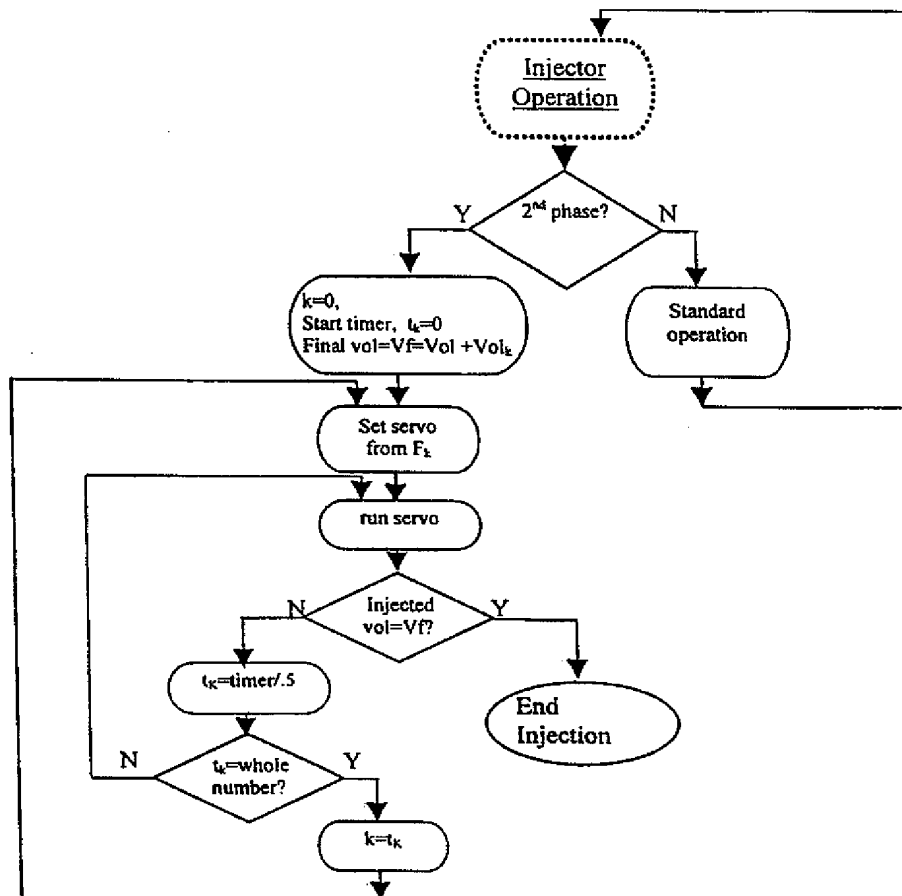 Injector
Operation
2nd phase?
Y
N
k=0,
Start timer, tk=0
Final vol=Vf=Vol +Volk
Standard
operation
Set servo
from Fk
run servo
Injected
vol=Vf?
N
Y
tK=timer/.5
End
Injection
tk=whole
number?
N
Y
k=tK